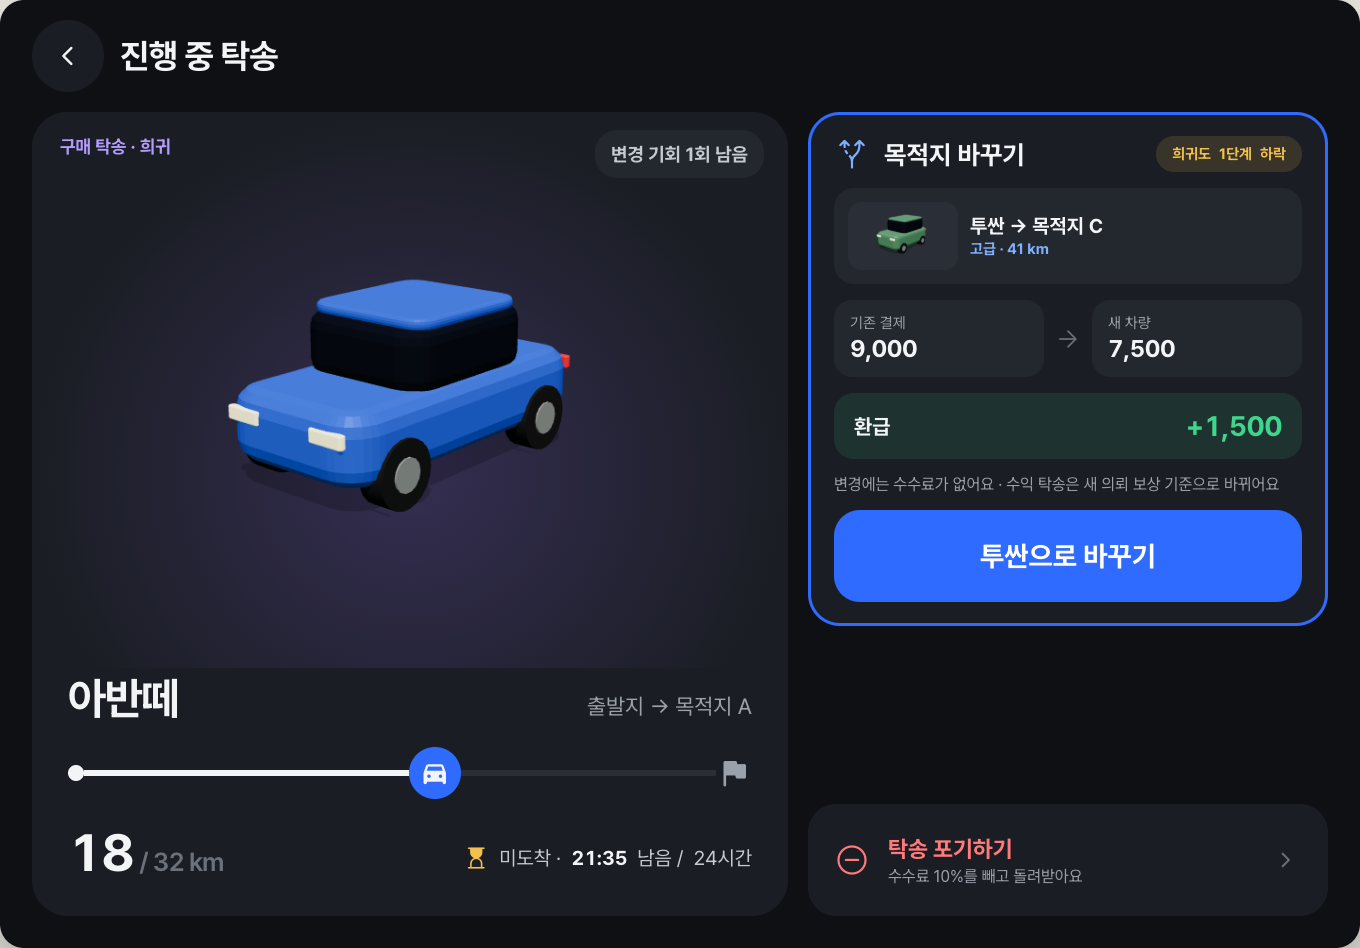 진행 중 탁송
구매 탁송 · 희귀
변경 기회 1회 남음
아반떼
출발지 → 목적지 A
18 / 32 km
미도착 · 21:35 남음 / 24시간
목적지 바꾸기
희귀도 1단계 하락
투싼 → 목적지 C
고급 · 41 km
기존 결제
9,000
→
새 차량
7,500
환급
+1,500
변경에는 수수료가 없어요 · 수익 탁송은 새 의뢰 보상 기준으로 바뀌어요
투싼으로 바꾸기
탁송 포기하기
수수료 10%를 빼고 돌려받아요